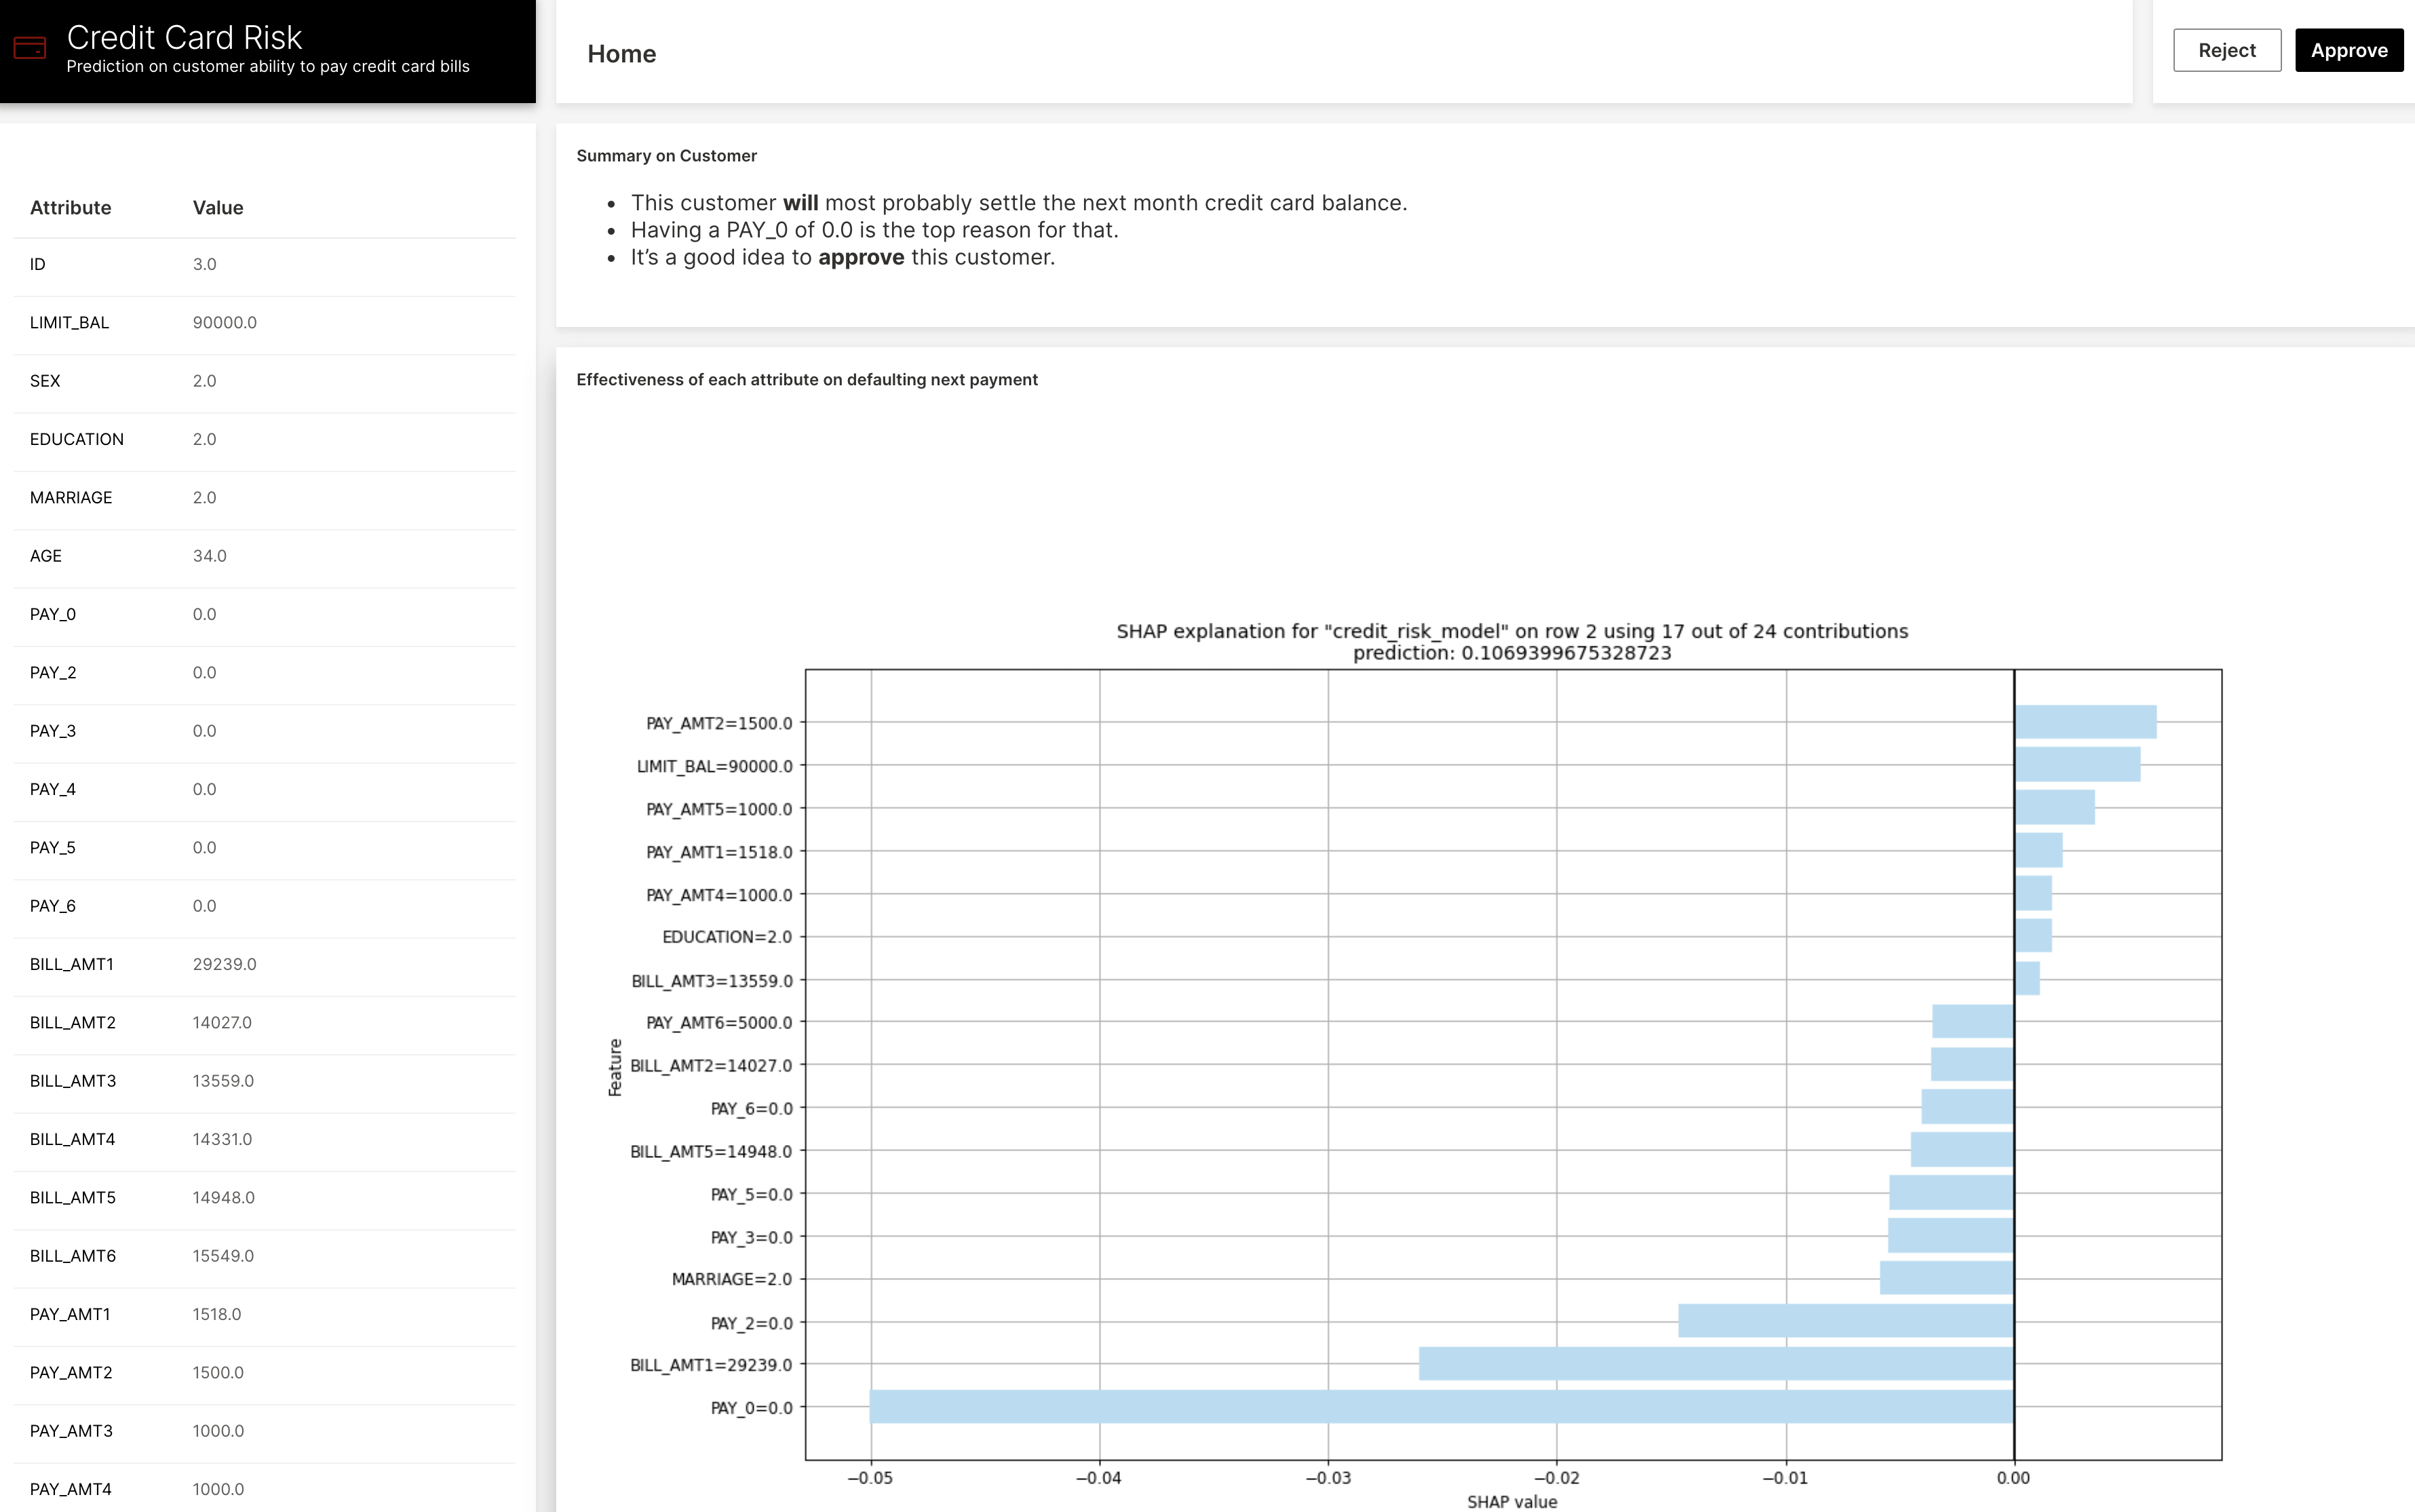 Credit Card Risk
Prediction on customer ability to pay credit card bills
Home
Reject
Approve
Attribute Value
ID 3.0
LIMIT_BAL 90000.0
SEX 2.0
EDUCATION 2.0
MARRIAGE 2.0
AGE 34.0
PAY_0 0.0
PAY_2 0.0
PAY_3 0.0
PAY_4 0.0
PAY_5 0.0
PAY_6 0.0
BILL_AMT1 29239.0
BILL_AMT2 14027.0
BILL_AMT3 13559.0
BILL_AMT4 14331.0
BILL_AMT5 14948.0
BILL_AMT6 15549.0
PAY_AMT1 1518.0
PAY_AMT2 1500.0
PAY_AMT3 1000.0
PAY_AMT4 1000.0
Summary on Customer
• This customer will most probably settle the next month credit card balance.
• Having a PAY_0 of 0.0 is the top reason for that.
• It’s a good idea to approve this customer.
Effectiveness of each attribute on defaulting next payment
SHAP explanation for "credit_risk_model" on row 2 using 17 out of 24 contributions
prediction: 0.1069399675328723
Feature
PAY_AMT2=1500.0
LIMIT_BAL=90000.0
PAY_AMT5=1000.0
PAY_AMT1=1518.0
PAY_AMT4=1000.0
EDUCATION=2.0
BILL_AMT3=13559.0
PAY_AMT6=5000.0
BILL_AMT2=14027.0
PAY_6=0.0
BILL_AMT5=14948.0
PAY_5=0.0
PAY_3=0.0
MARRIAGE=2.0
PAY_2=0.0
BILL_AMT1=29239.0
PAY_0=0.0
−0.05 −0.04 −0.03 −0.02 −0.01 0.00
SHAP value